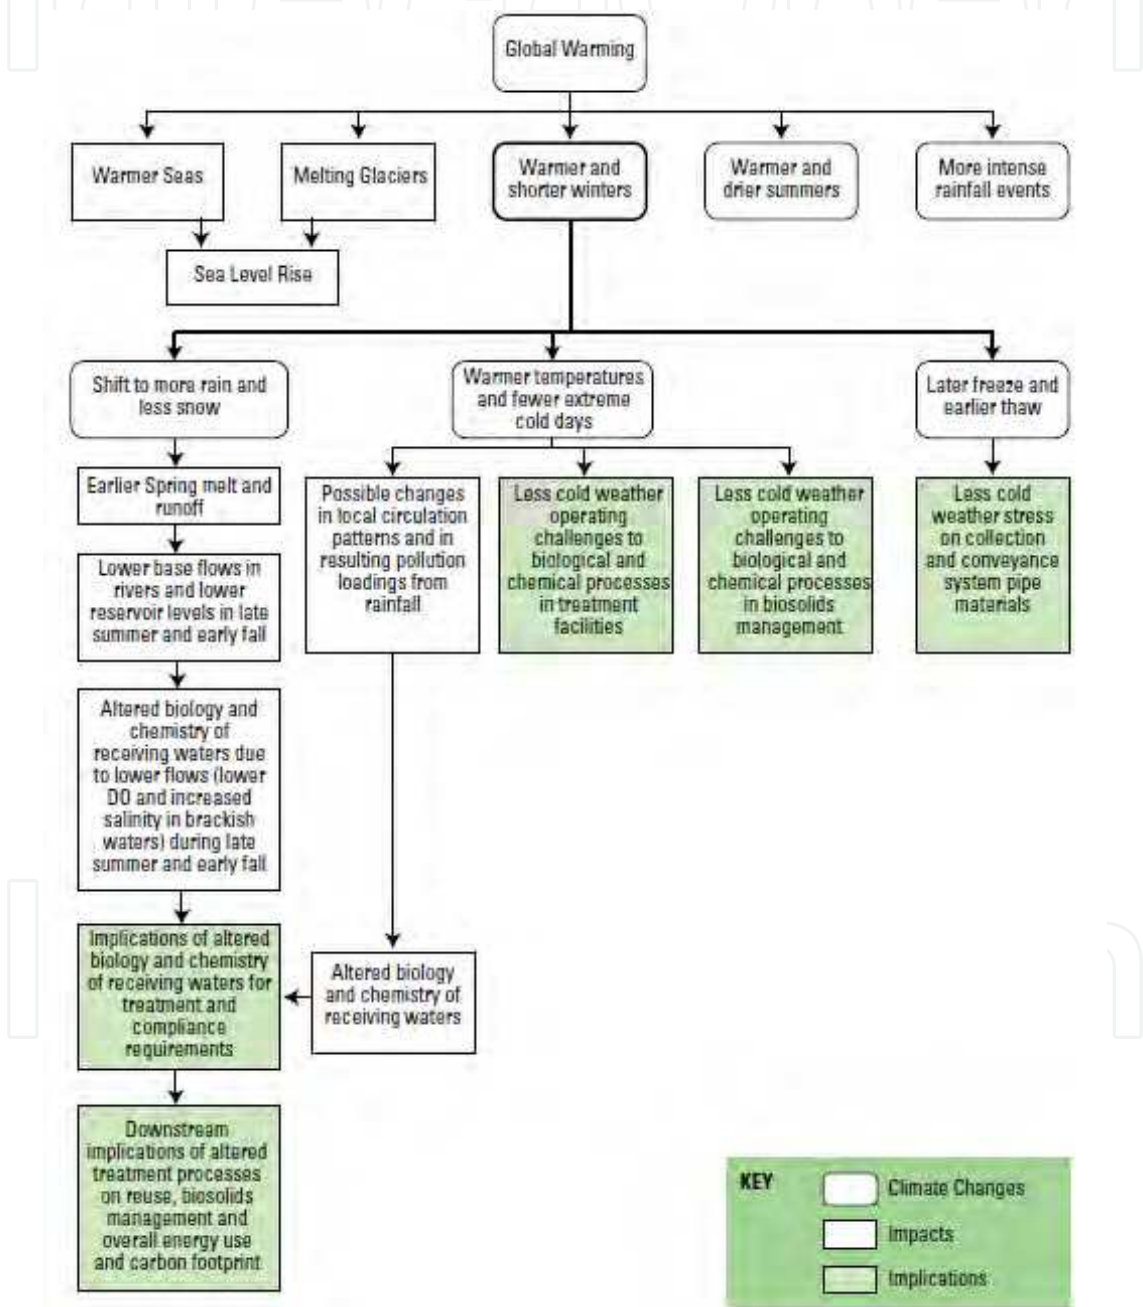 Global Warming
Warmer Seas
Melting Glaciers
Warmer and
shorter winters
Warmer and
drier summers
More intense
rainfall events
Sea Level Rise
Shift to more rain and
less snow
Warmer temperatures
and fewer extreme
cold days
Later freeze and
earlier thaw
Earlier Spring melt and
runoff
Possible changes
in local circulation
patterns and in
resulting pollution
loadings from
rainfall
Less cold weather
operating
challenges to
biological and
chemical processes
in treatment
facilities
Less cold weather
operating
challenges to
biological and
chemical processes
in biosolids
management
Less cold
weather stress
on collection
and conveyance
system pipe
materials
Lower base flows in
rivers and lower
reservoir levels in late
summer and early fall
Altered biology and
chemistry of
receiving waters due
to lower flows (lower
DO and increased
salinity in brackish
waters) during late
summer and early fall
Implications of altered
biology and chemistry
of receiving waters for
treatment and
compliance
requirements
Altered biology
and chemistry of
receiving waters
Downstream
implications of altered
treatment processes
on reuse, biosolids
management and
overall energy use
and carbon footprint
KEY
Climate Changes
Impacts
Implications